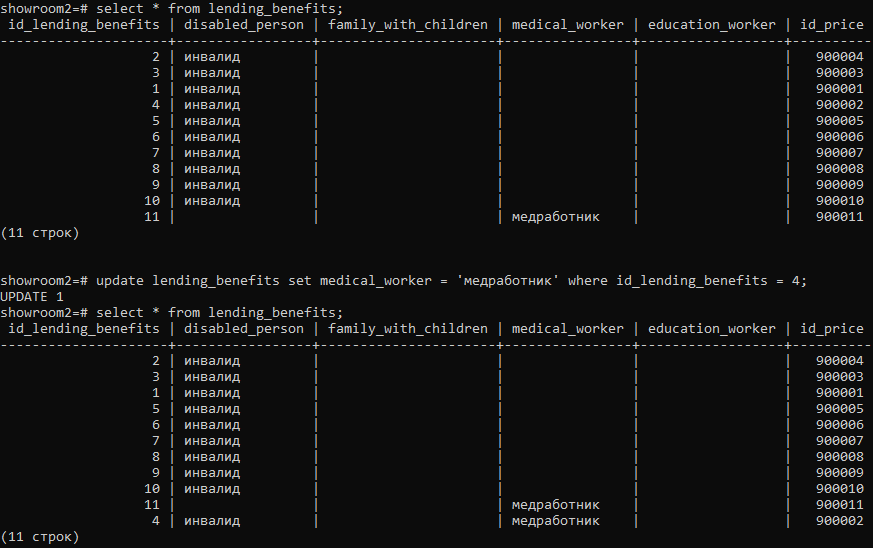 showroom2=# select * from lending_benefits;
 id_lending_benefits | disabled_person | family_with_children | medical_worker | education_worker | id_price
---------------------+-----------------+----------------------+----------------+------------------+----------
                   2 | инвалид         |                      |                |                  |   900004
                   3 | инвалид         |                      |                |                  |   900003
                   1 | инвалид         |                      |                |                  |   900001
                   4 | инвалид         |                      |                |                  |   900002
                   5 | инвалид         |                      |                |                  |   900005
                   6 | инвалид         |                      |                |                  |   900006
                   7 | инвалид         |                      |                |                  |   900007
                   8 | инвалид         |                      |                |                  |   900008
                   9 | инвалид         |                      |                |                  |   900009
                  10 | инвалид         |                      |                |                  |   900010
                  11 |                 |                      | медработник    |                  |   900011
(11 строк)
showroom2=# update lending_benefits set medical_worker = 'медработник' where id_lending_benefits = 4;
UPDATE 1
showroom2=# select * from lending_benefits;
 id_lending_benefits | disabled_person | family_with_children | medical_worker | education_worker | id_price
---------------------+-----------------+----------------------+----------------+------------------+----------
                   2 | инвалид         |                      |                |                  |   900004
                   3 | инвалид         |                      |                |                  |   900003
                   1 | инвалид         |                      |                |                  |   900001
                   5 | инвалид         |                      |                |                  |   900005
                   6 | инвалид         |                      |                |                  |   900006
                   7 | инвалид         |                      |                |                  |   900007
                   8 | инвалид         |                      |                |                  |   900008
                   9 | инвалид         |                      |                |                  |   900009
                  10 | инвалид         |                      |                |                  |   900010
                  11 |                 |                      | медработник    |                  |   900011
                   4 | инвалид         |                      | медработник    |                  |   900002
(11 строк)